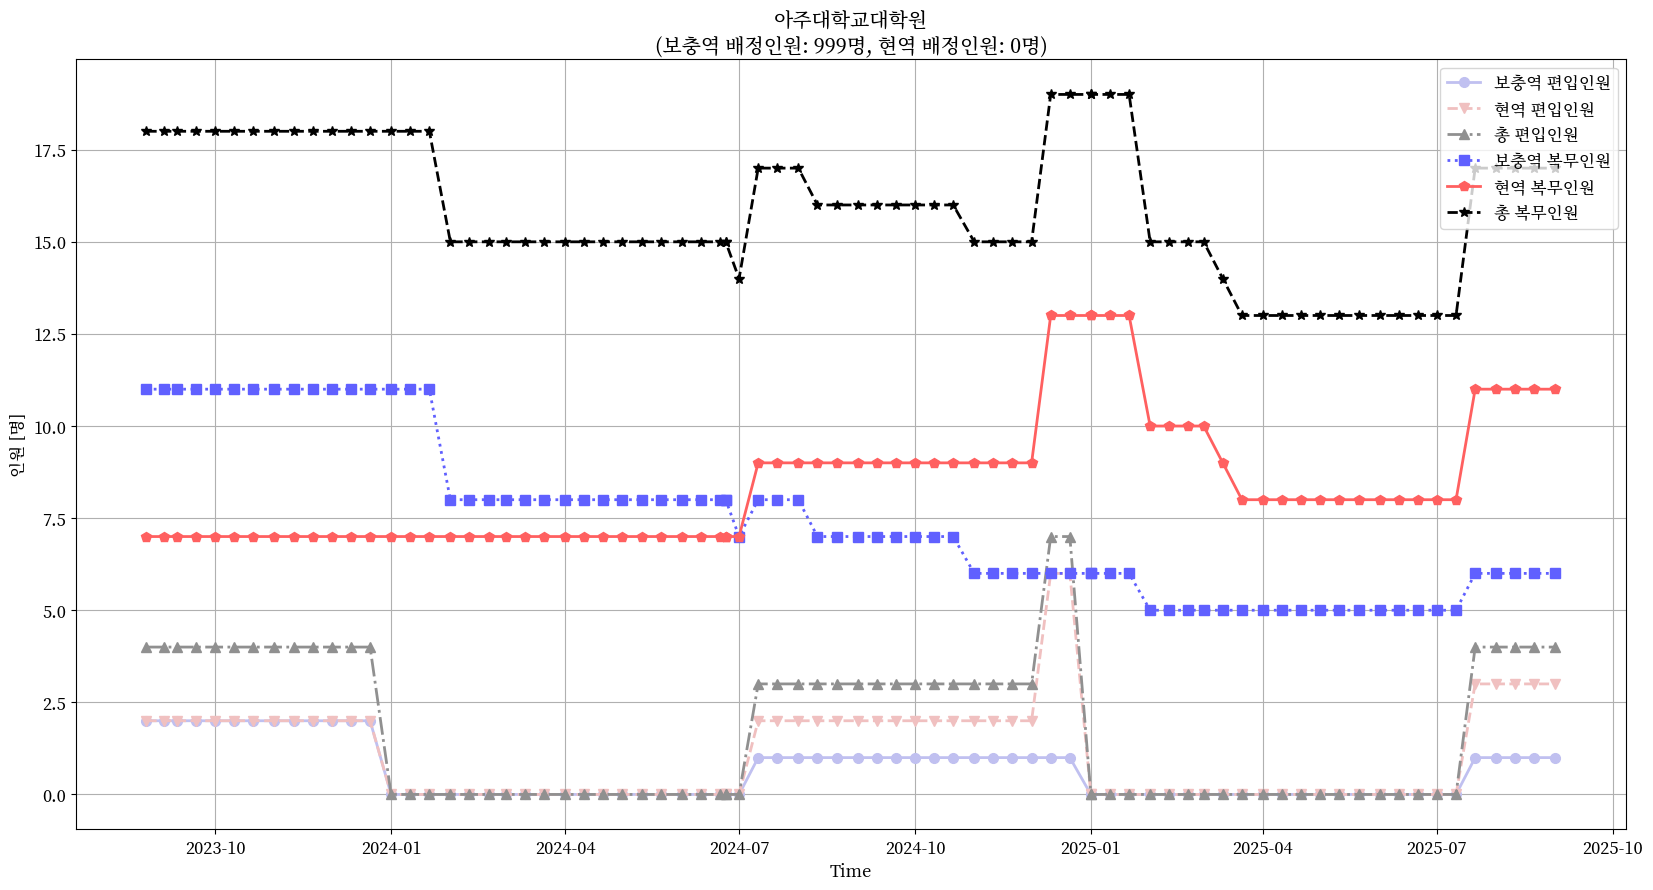 아주대학교대학원
(보충역 배정인원: 999명, 현역 배정인원: 0명)
보충역 편입인원
현역 편입인원
총 편입인원
보충역 복무인원
현역 복무인원
총 복무인원
인원 [명]
17.5
15.0
12.5
10.0
7.5
5.0
2.5
0.0
2023-10
2024-01
2024-04
2024-07
2024-10
2025-01
2025-04
2025-07
2025-10
Time